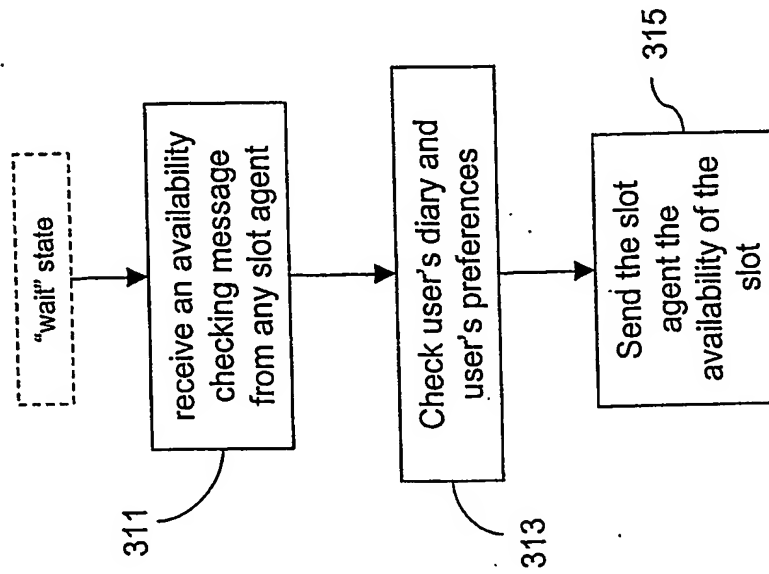 "wait" state
receive an availability
checking message
from any slot agent
311
Check user's diary and
user's preferences
313
315
Send the slot
agent the
availability of the
slot